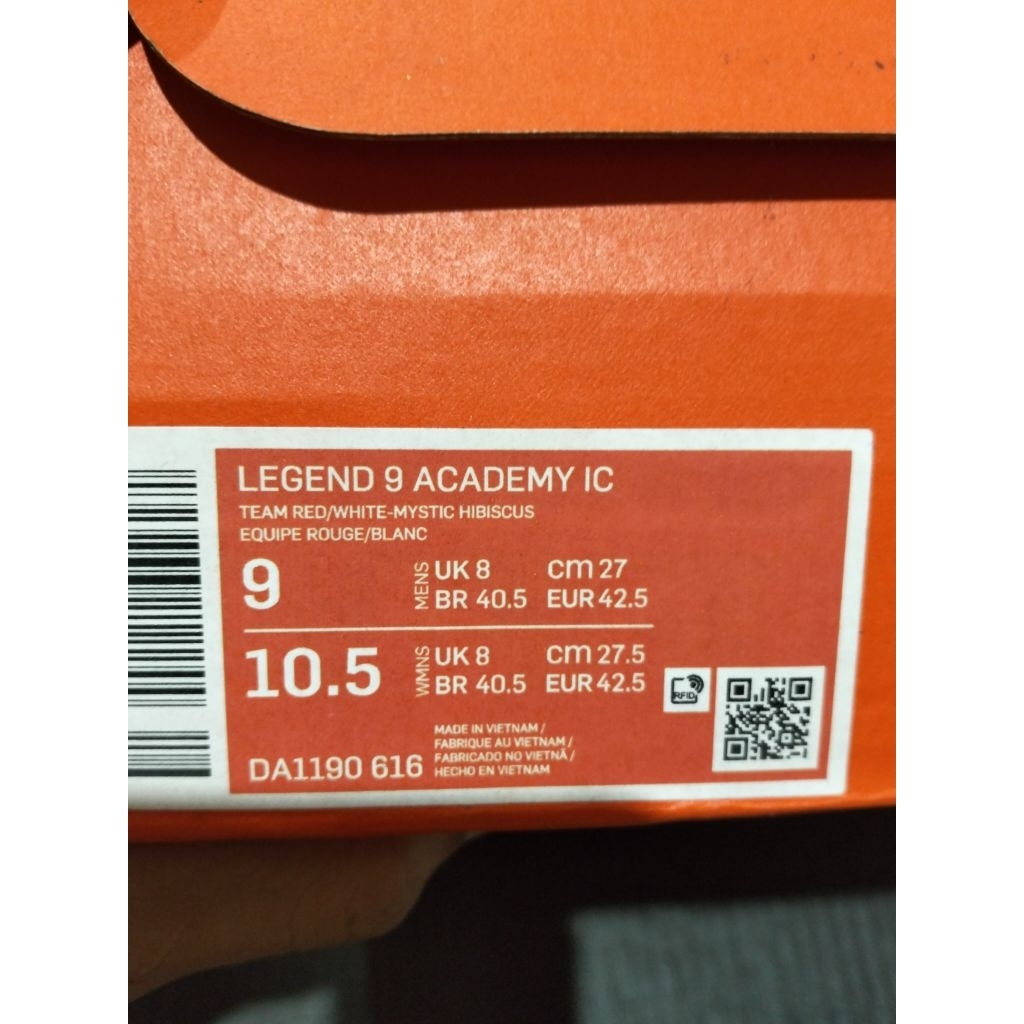 LEGEND 9 ACADEMY IC
TEAM RED/WHITE-MYSTIC HIBISCUS
EQUIPE ROUGE/BLANC
9 MENS UK 8 cm 27
BR 40.5 EUR 42.5
10.5 WMNS UK 8 cm 27.5
BR 40.5 EUR 42.5
RFID
DA1190 616
MADE IN VIETNAM /
FABRIQUE AU VIETNAM /
FABRICADO NO VIETNÃ /
HECHO EN VIETNAM